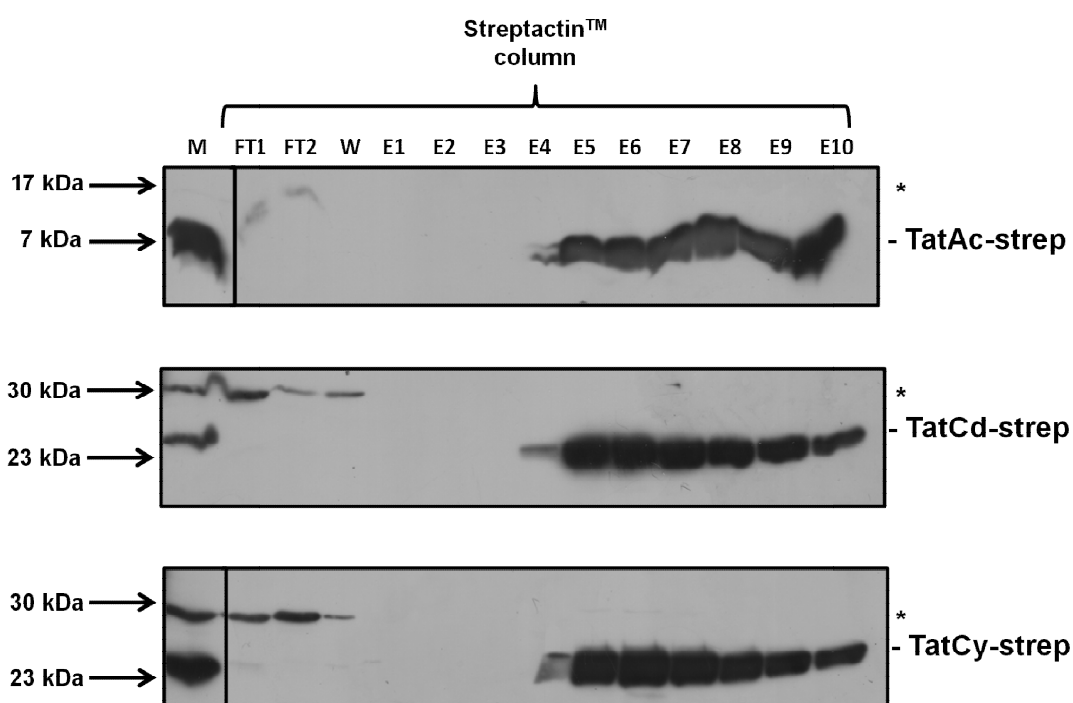 Streptactin™
column
M FT1 FT2 W E1 E2 E3 E4 E5 E6 E7 E8 E9 E10
17 kDa *
7 kDa - TatAc-strep
30 kDa *
- TatCd-strep
23 kDa
30 kDa *
- TatCy-strep
23 kDa